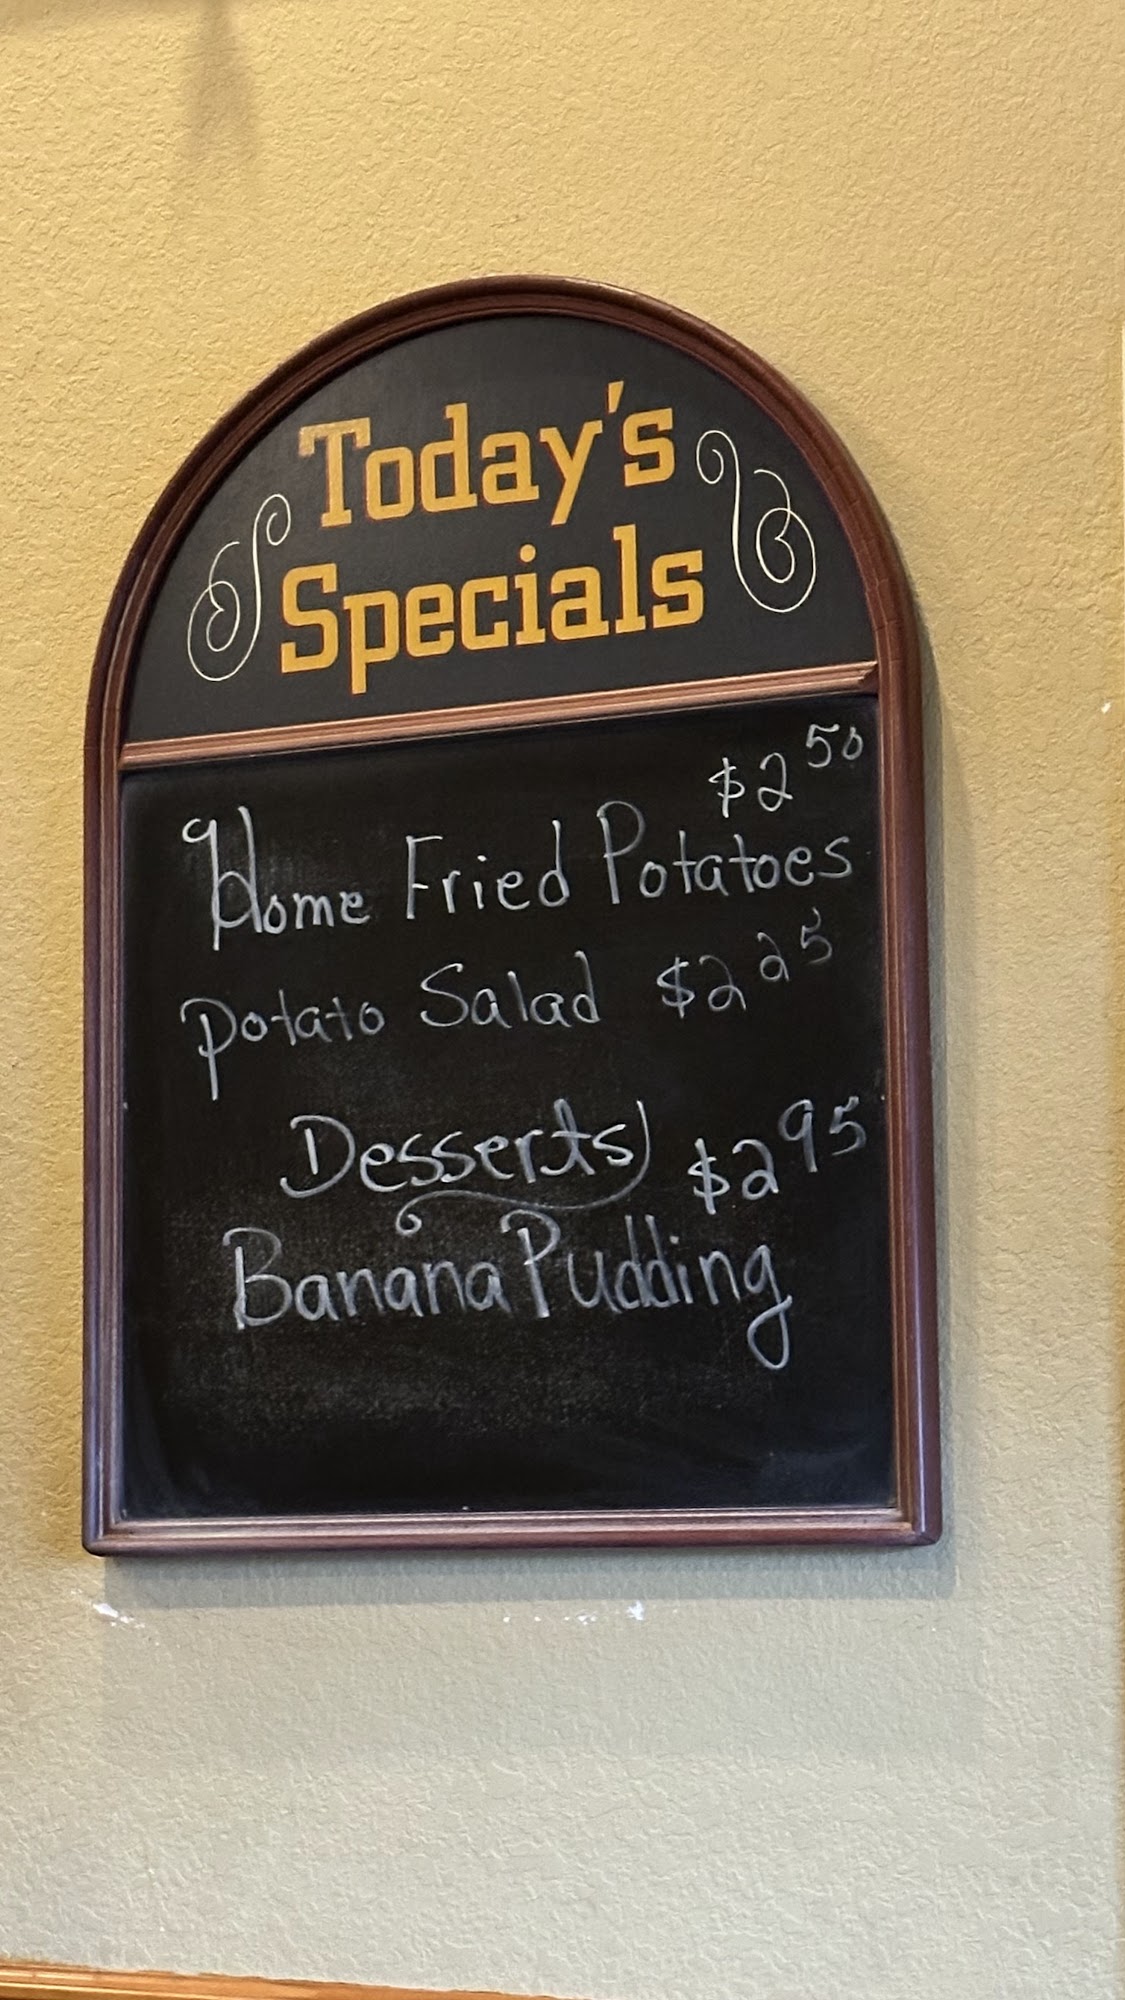 Today's
Specials
$2 50
Home Fried Potatoes
potato Salad $2 25
Desserts $2 95
Banana Pudding